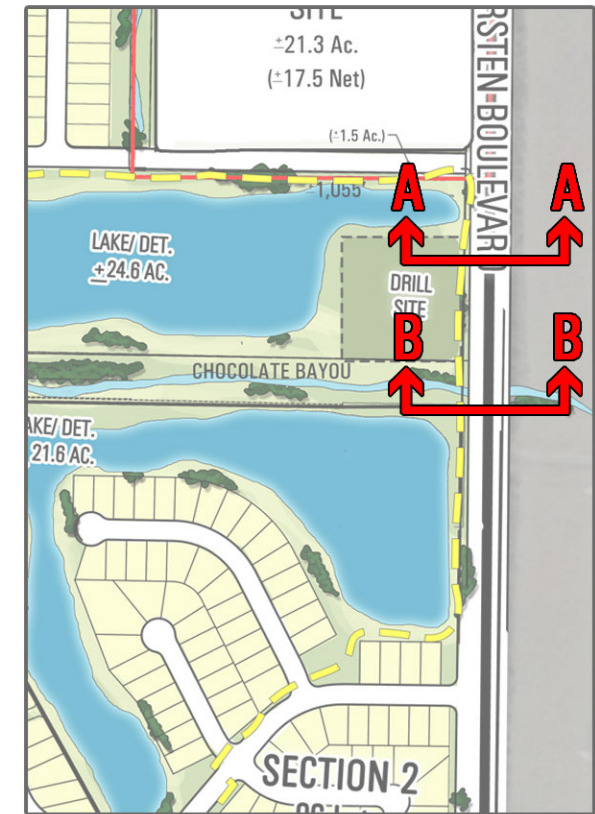 SITE
±21.3 Ac.
(±17.5 Net)
(±1.5 Ac.)
±1,055'
A A
LAKE/ DET.
±24.6 AC.
DRILL
SITE
B B
CHOCOLATE BAYOU
LAKE/ DET.
21.6 AC.
SECTION 2
RSTEN BOULEVARD